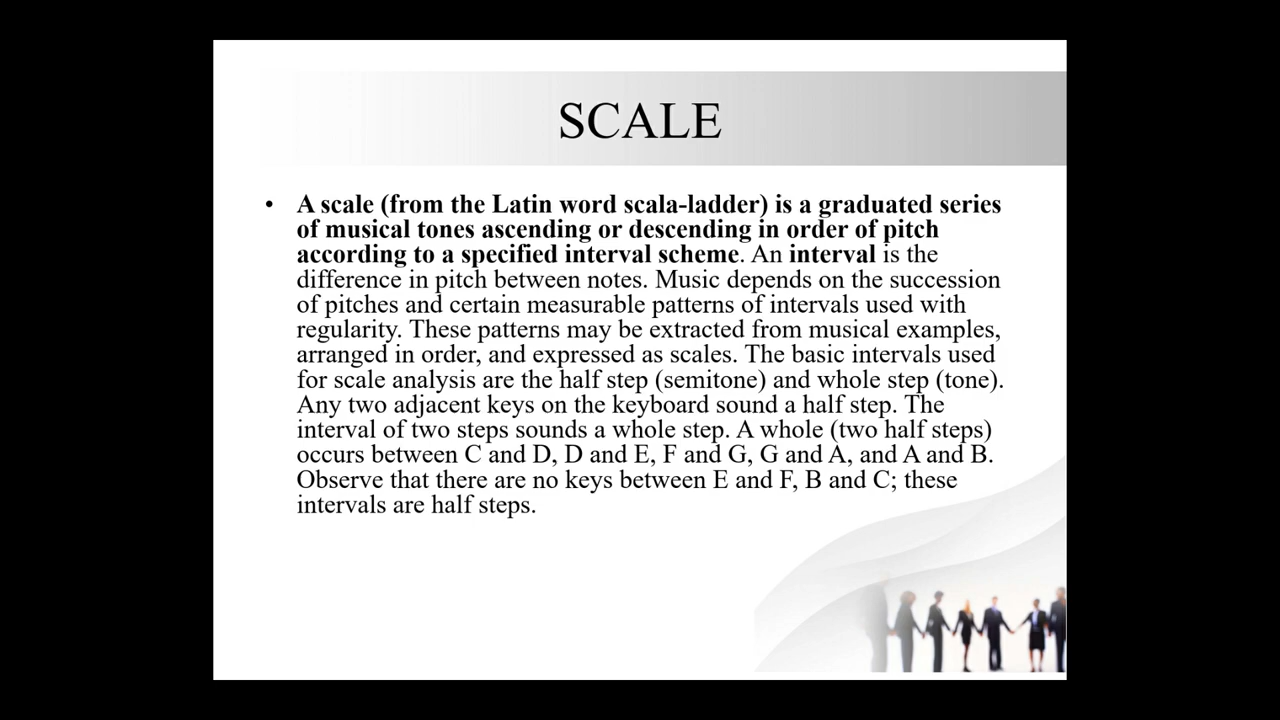 SCALE
• A scale (from the Latin word scala-ladder) is a graduated series
of musical tones ascending or descending in order of pitch
according to a specified interval scheme. An interval is the
difference in pitch between notes. Music depends on the succession
of pitches and certain measurable patterns of intervals used with
regularity. These patterns may be extracted from musical examples,
arranged in order, and expressed as scales. The basic intervals used
for scale analysis are the half step (semitone) and whole step (tone).
Any two adjacent keys on the keyboard sound a half step. The
interval of two steps sounds a whole step. A whole (two half steps)
occurs between C and D, D and E, F and G, G and A, and A and B.
Observe that there are no keys between E and F, B and C; these
intervals are half steps.